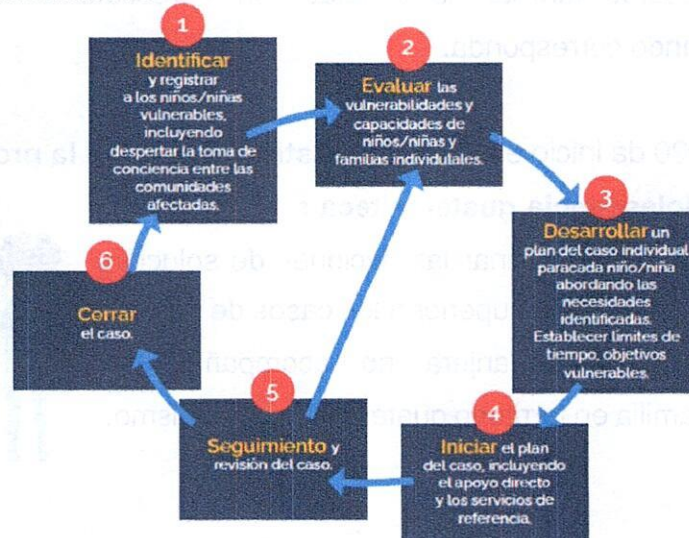 1
Identificar
y registrar
a los niños/niñas
vulnerables,
incluyendo
despertar la toma de
conciencia entre las
comunidades
afectadas.
2
Evaluar las
vulnerabilidades y
capacidades de
niños/niñas y
familias individulales.
3
Desarrollar un
plan del caso individual
paracada niño/niña
abordando las
necesidades
identificadas.
Establecer límites de
tiempo, objetivos
vulnerables.
4
Iniciar el plan
del caso, incluyendo
el apoyo directo
y los servicios de
referencia.
5
Seguimiento y
revisión del caso.
6
Cerrar
el caso.
corresponda.